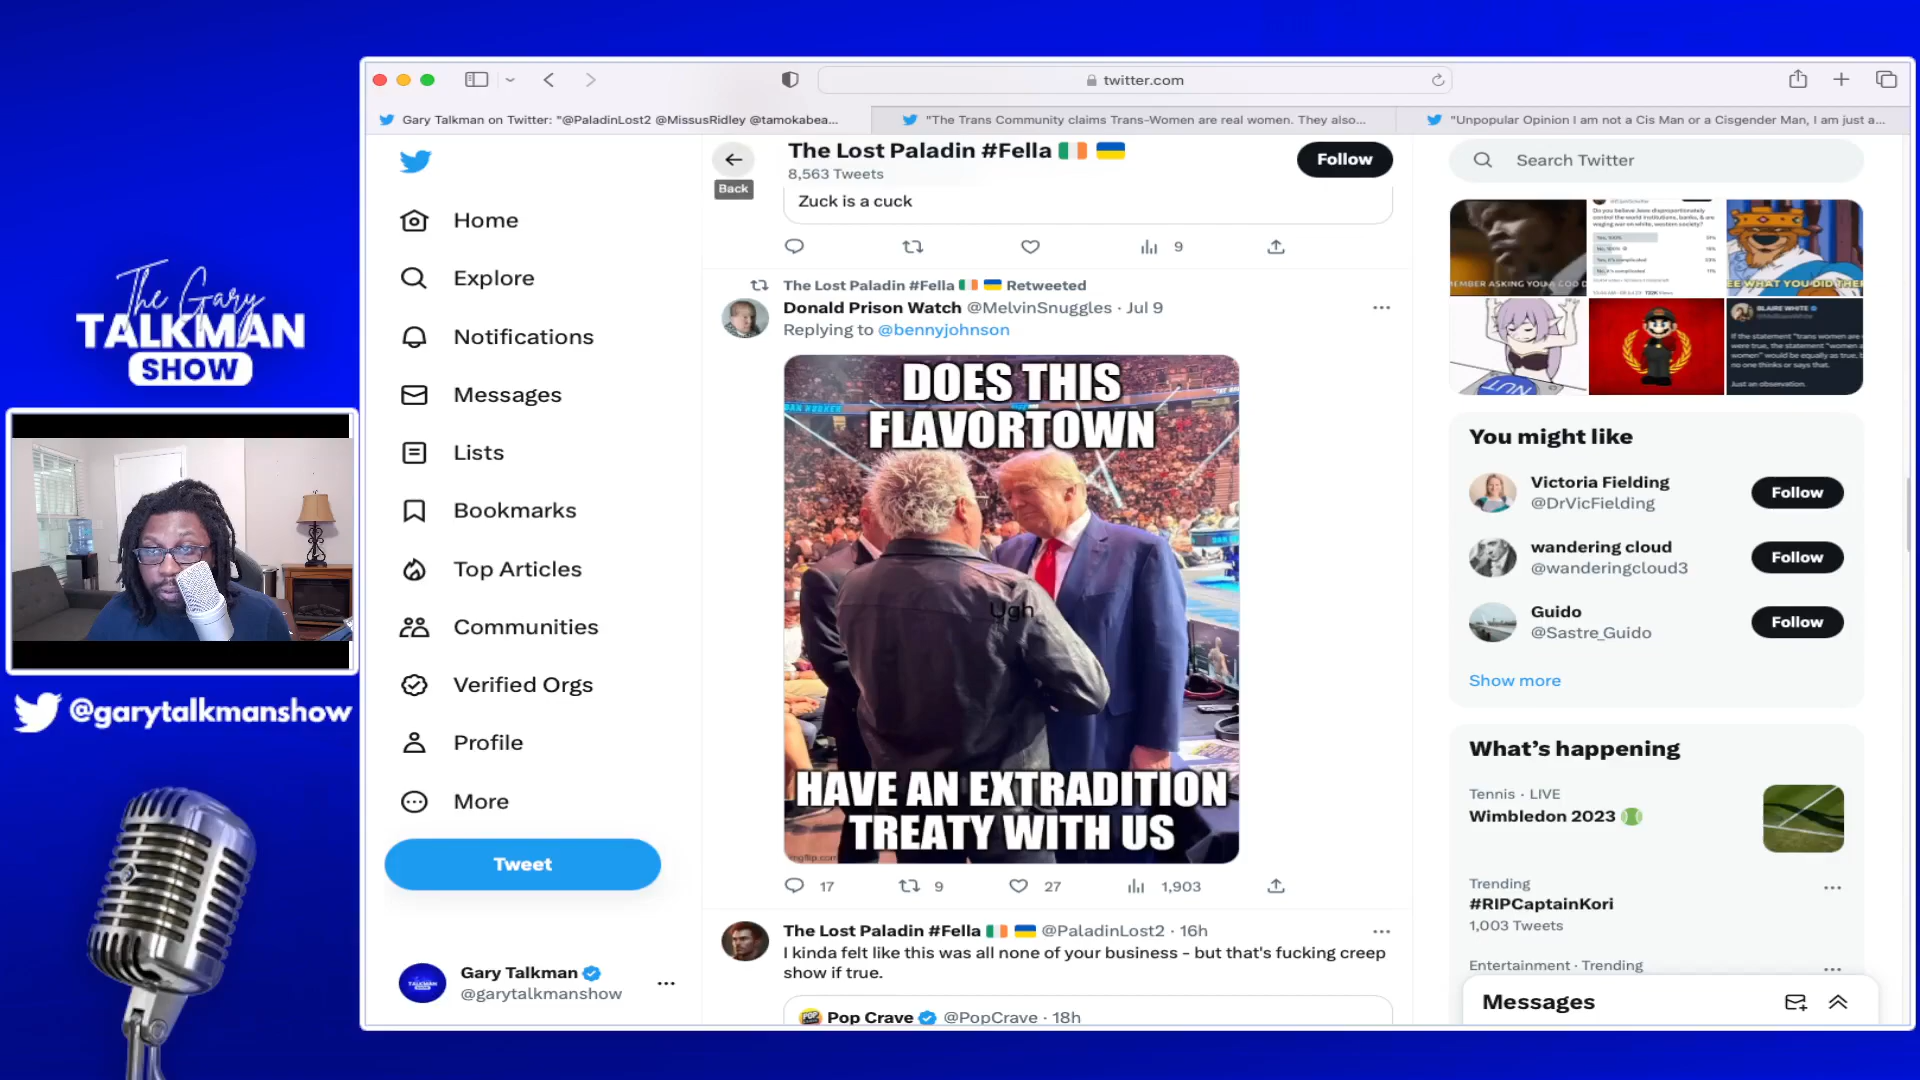 The Gary
TALKMAN
SHOW
@garytalkmanshow
twitter.com
Gary Talkman on Twitter: "@PaladinLost2 @MissusRidley @tamokabea...
"The Trans Community claims Trans-Women are real women. They also...
"Unpopular Opinion I am not a Cis Man or a Cisgender Man, I am just a...
Home
Explore
Notifications
Messages
Lists
Bookmarks
Top Articles
Communities
Verified Orgs
Profile
More
Tweet
Gary Talkman
@garytalkmanshow
Back
The Lost Paladin #Fella
8,563 Tweets
Follow
Zuck is a cuck
9
The Lost Paladin #Fella Retweeted
Donald Prison Watch @MelvinSnuggles · Jul 9
Replying to @bennyjohnson
DOES THIS
FLAVORTOWN
Ugh
HAVE AN EXTRADITION
TREATY WITH US
imgflip.com
17 9 27 1,903
The Lost Paladin #Fella @PaladinLost2 · 16h
I kinda felt like this was all none of your business - but that's fucking creep
show if true.
Pop Crave @PopCrave · 18h
Search Twitter
BLAIRE WHITE
Just an observation.
You might like
Victoria Fielding
@DrVicFielding
Follow
wandering cloud
@wanderingcloud3
Follow
Guido
@Sastre_Guido
Follow
Show more
What's happening
Tennis · LIVE
Wimbledon 2023
Trending
#RIPCaptainKori
1,003 Tweets
Entertainment · Trending
Messages